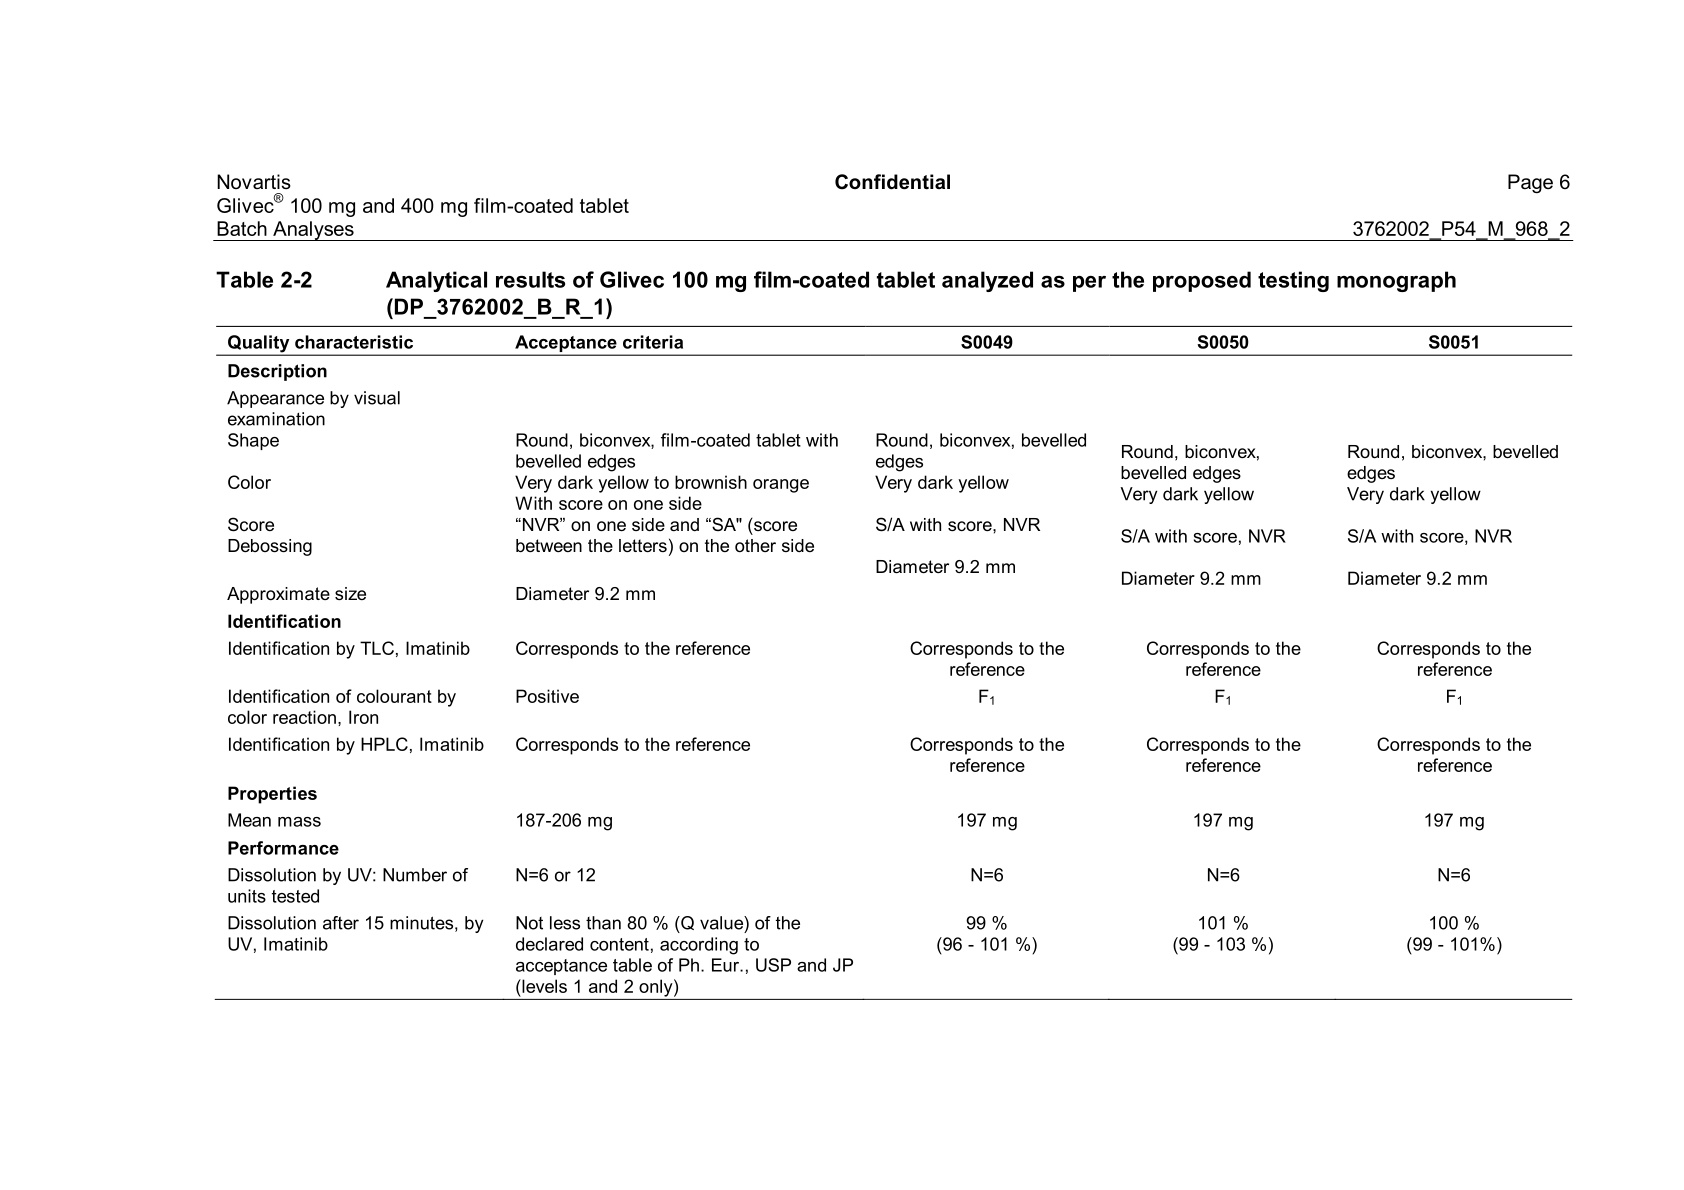 Novartis Confidential Page 6
Glivec® 100 mg and 400 mg film-coated tablet
Batch Analyses 3762002_P54_M_968_2
Table 2-2 Analytical results of Glivec 100 mg film-coated tablet analyzed as per the proposed testing monograph
(DP_3762002_B_R_1)
Quality characteristic Acceptance criteria S0049 S0050 S0051
Description
Appearance by visual
examination
Shape Round, biconvex, film-coated tablet with Round, biconvex, bevelled
Round, biconvex, Round, biconvex, bevelled
bevelled edges edges
bevelled edges edges
Color Very dark yellow to brownish orange Very dark yellow
Very dark yellow Very dark yellow
With score on one side
Score “NVR” on one side and “SA" (score S/A with score, NVR
S/A with score, NVR S/A with score, NVR
Debossing between the letters) on the other side
Diameter 9.2 mm
Diameter 9.2 mm Diameter 9.2 mm
Approximate size Diameter 9.2 mm
Identification
Identification by TLC, Imatinib Corresponds to the reference Corresponds to the Corresponds to the Corresponds to the
reference reference reference
Identification of colourant by Positive F₁ F₁ F₁
color reaction, Iron
Identification by HPLC, Imatinib Corresponds to the reference Corresponds to the Corresponds to the Corresponds to the
reference reference reference
Properties
Mean mass 187-206 mg 197 mg 197 mg 197 mg
Performance
Dissolution by UV: Number of N=6 or 12 N=6 N=6 N=6
units tested
Dissolution after 15 minutes, by Not less than 80 % (Q value) of the 99 % 101 % 100 %
UV, Imatinib declared content, according to (96 - 101 %) (99 - 103 %) (99 - 101%)
acceptance table of Ph. Eur., USP and JP
(levels 1 and 2 only)